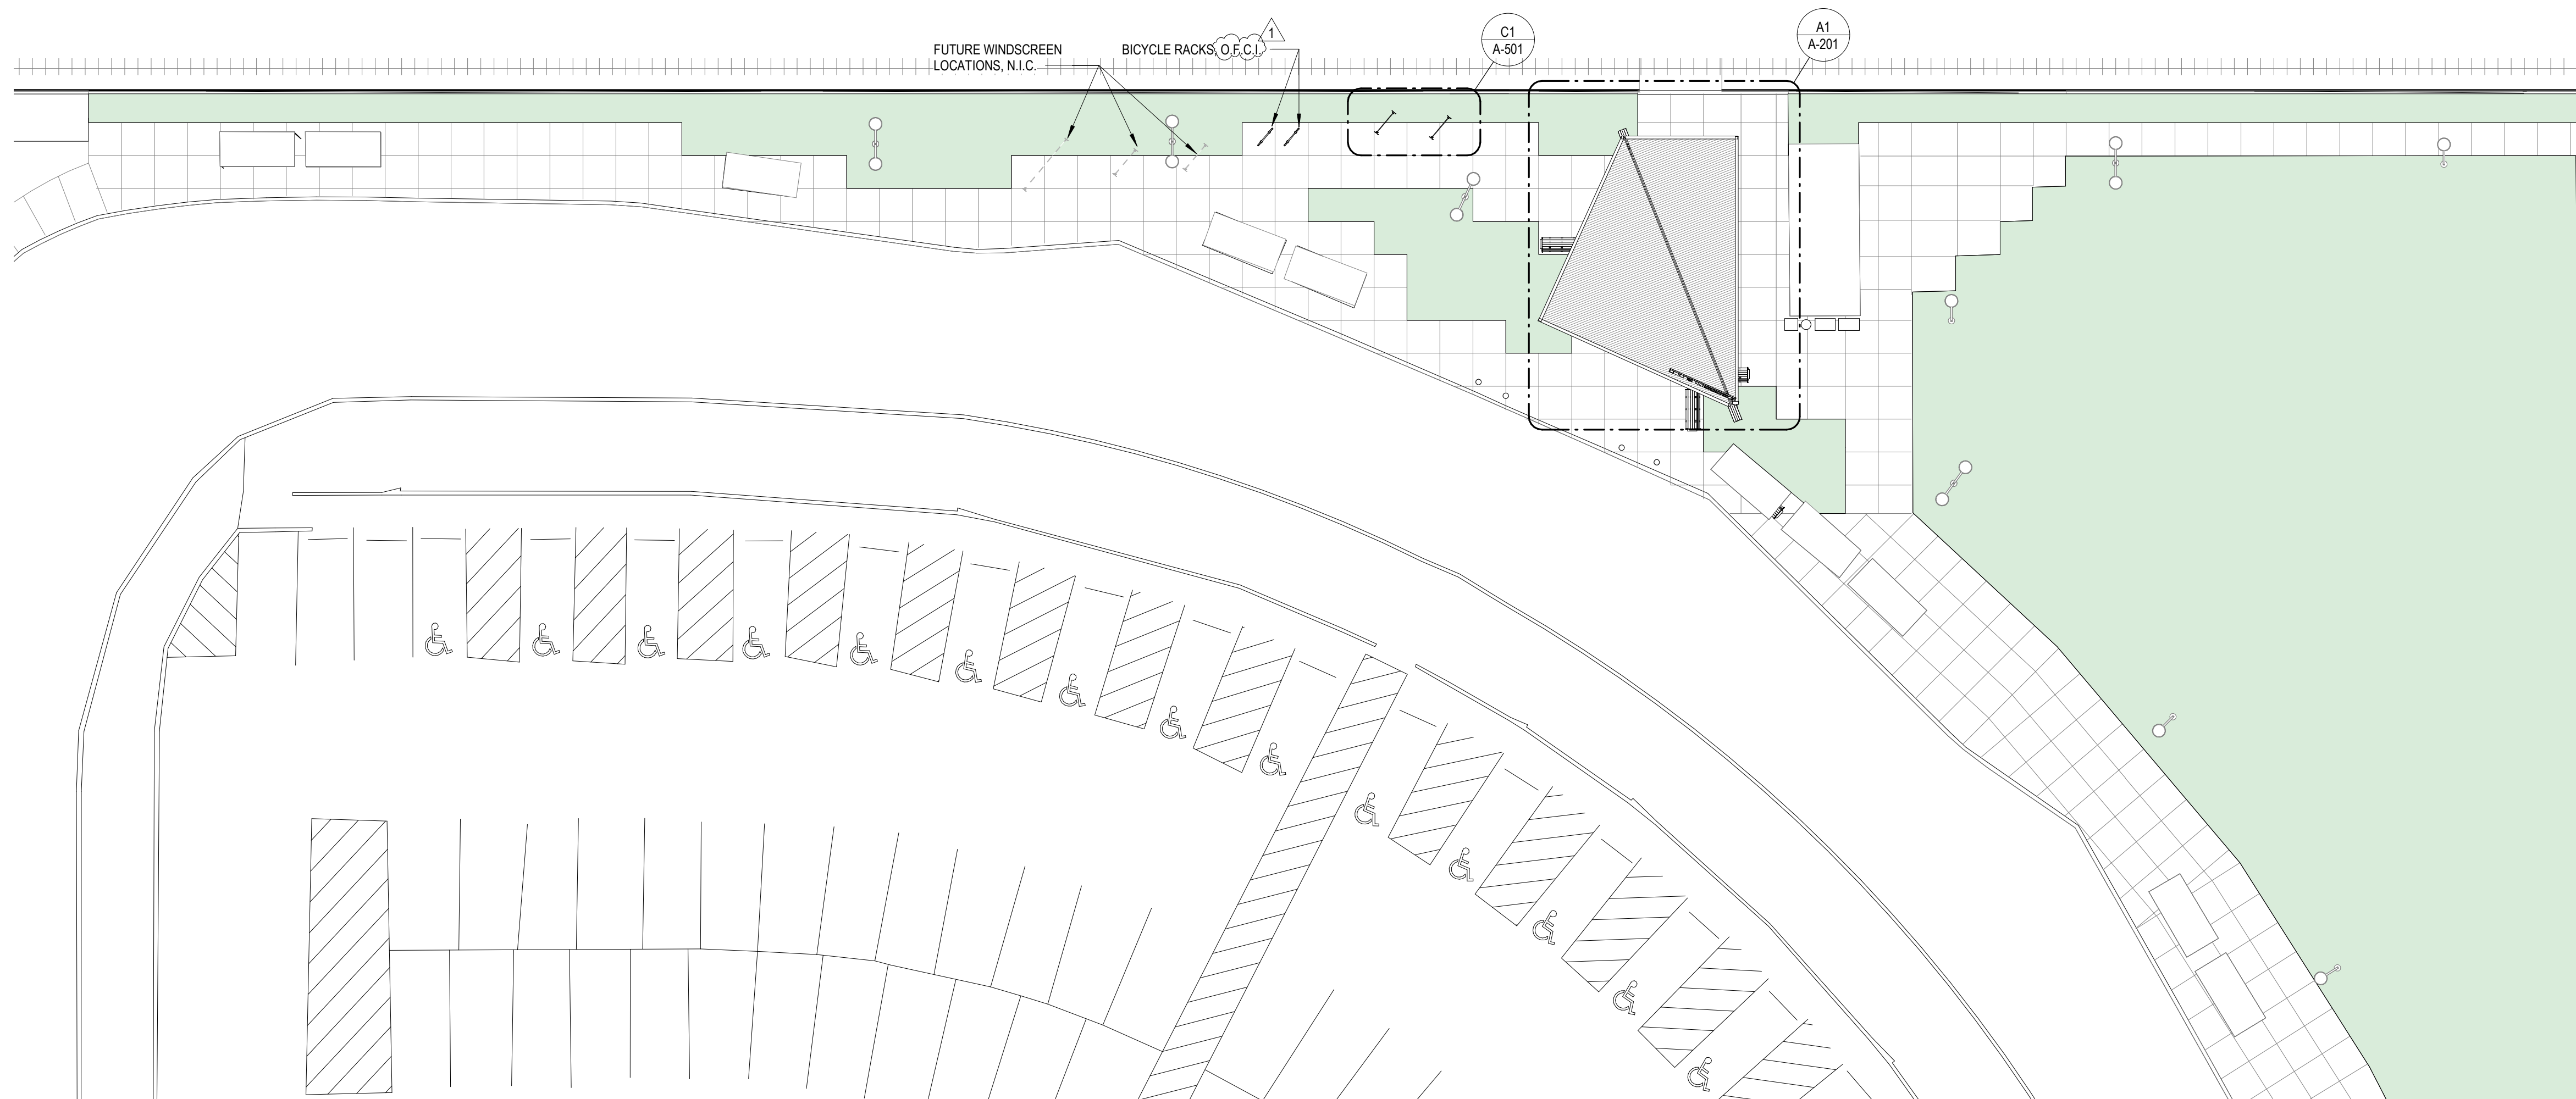 FUTURE WINDSCREEN
LOCATIONS, N.I.C.
BICYCLE RACKS, O.F.C.I.
1
C1
A-501
A1
A-201